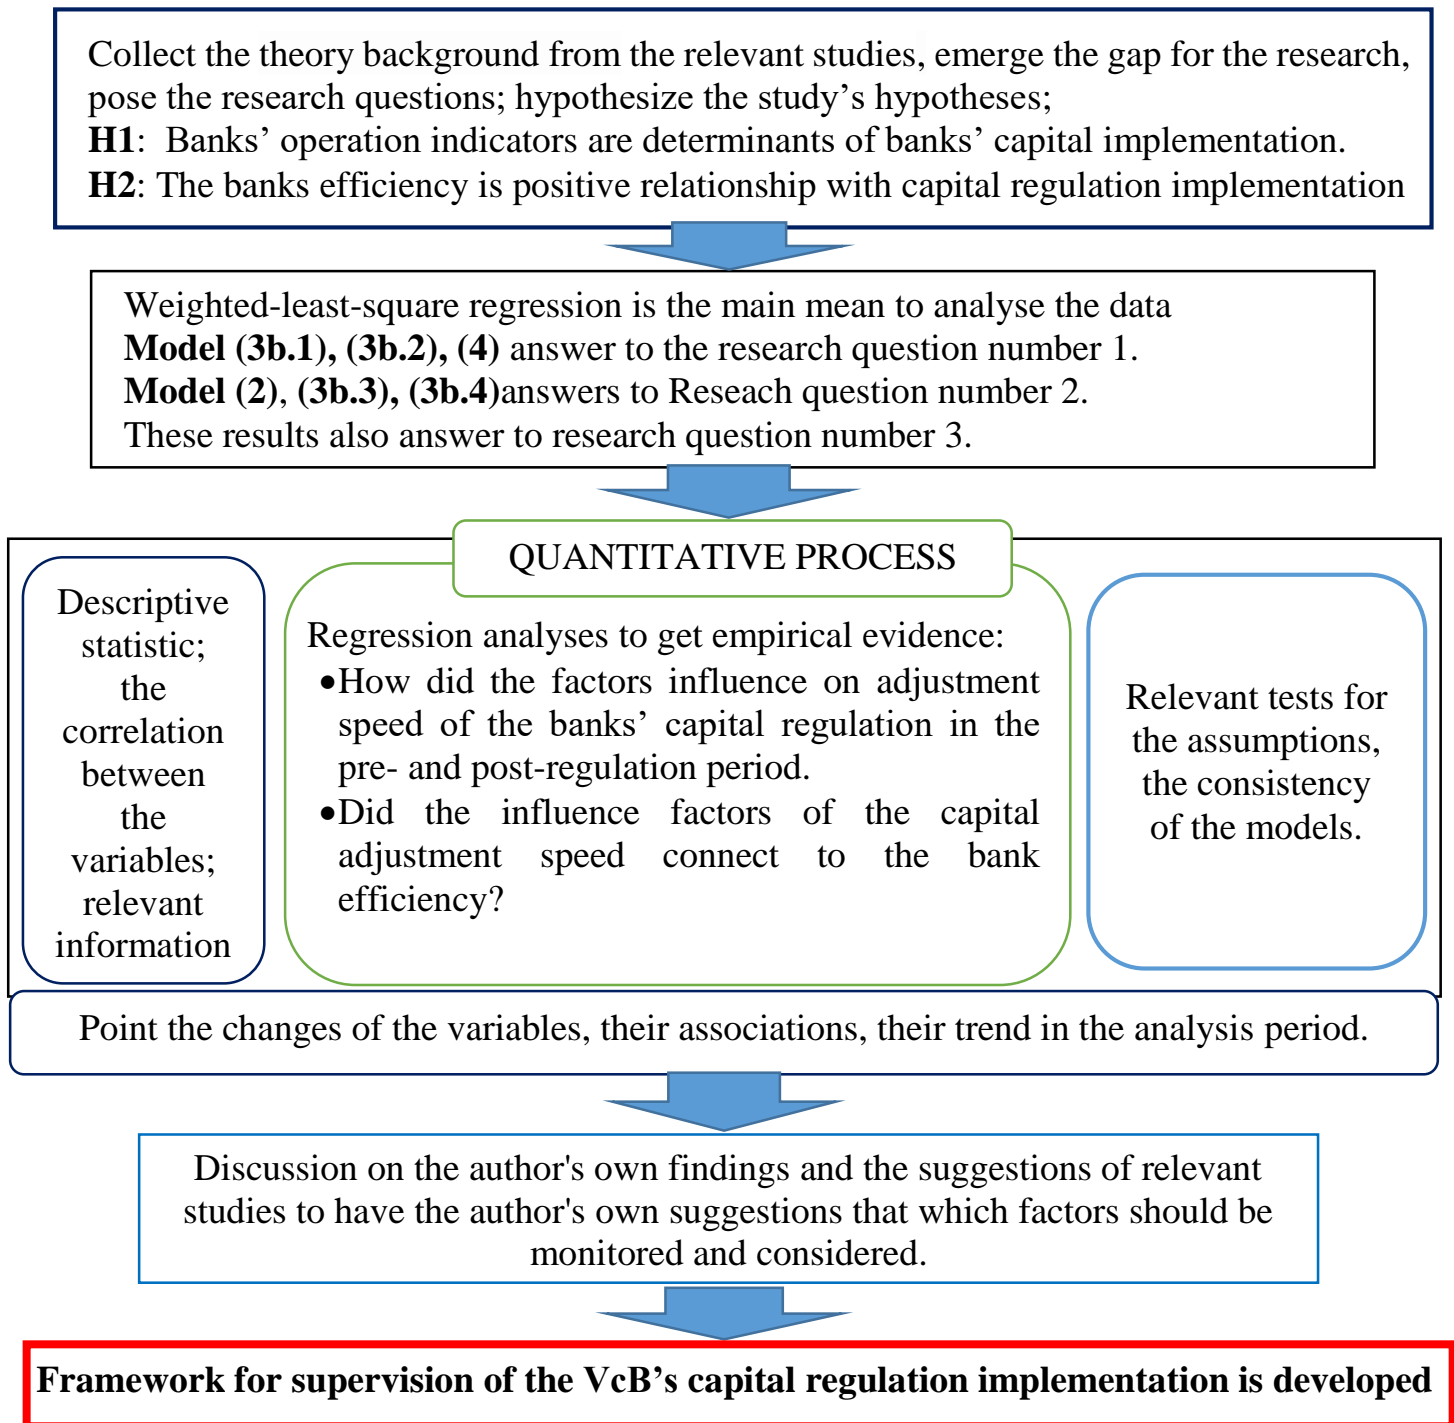 Collect the theory background from the relevant studies, emerge the gap for the research,
pose the research questions; hypothesize the study’s hypotheses;
H1:  Banks’ operation indicators are determinants of banks’ capital implementation.
H2: The banks efficiency is positive relationship with capital regulation implementation
Weighted-least-square regression is the main mean to analyse the data
Model (3b.1), (3b.2), (4) answer to the research question number 1.
Model (2), (3b.3), (3b.4)answers to Reseach question number 2.
These results also answer to research question number 3.
QUANTITATIVE PROCESS
Descriptive
statistic;
the
correlation
between
the
variables;
relevant
information
Regression analyses to get empirical evidence:
•How did the factors influence on adjustment
speed of the banks’ capital regulation in the
pre- and post-regulation period.
•Did the influence factors of the capital
adjustment speed connect to the bank
efficiency?
Relevant tests for
the assumptions,
the consistency
of the models.
Point the changes of the variables, their associations, their trend in the analysis period.
Discussion on the author's own findings and the suggestions of relevant
studies to have the author's own suggestions that which factors should be
monitored and considered.
Framework for supervision of the VcB’s capital regulation implementation is developed